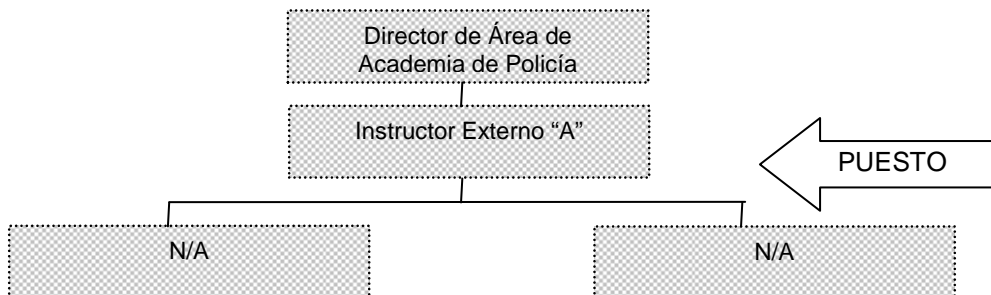 Director de Área de
Academia de Policía
Instructor Externo “A”
PUESTO
N/A
N/A